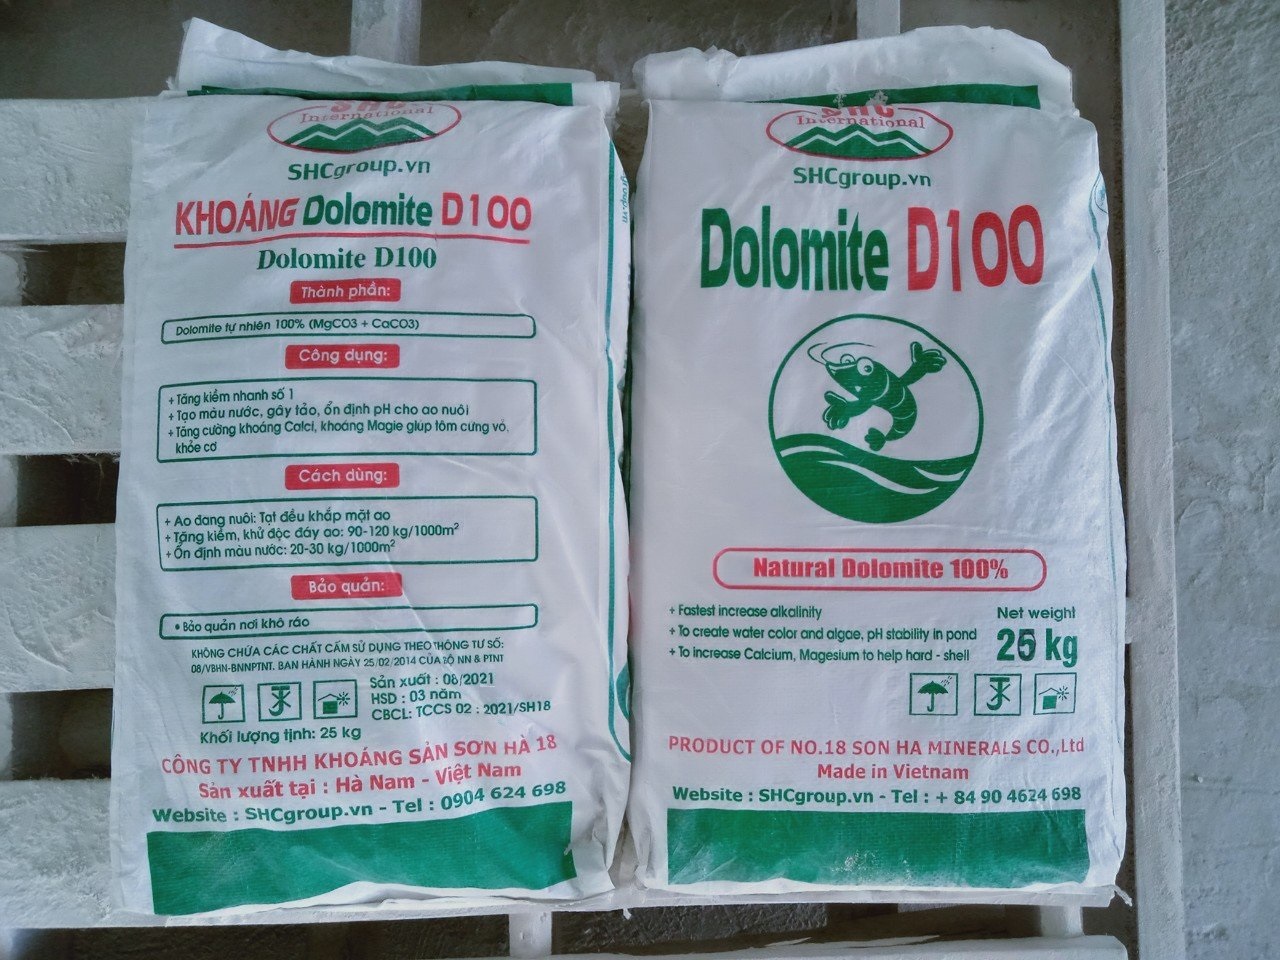 SHC
International
SHCgroup.vn
KHOÁNG Dolomite D100
Dolomite D100
Thành phần:
Dolomite tự nhiên 100% (MgCO3 + CaCO3)
Công dụng:
+ Tăng kiềm nhanh số 1
+ Tạo màu nước, gây tảo, ổn định pH cho ao nuôi
+ Tăng cường khoáng Calci, khoáng Magie giúp tôm cứng vỏ,
khỏe cơ
Cách dùng:
+ Ao đang nuôi: Tạt đều khắp mặt ao
+ Tăng kiềm, khử độc đáy ao: 90-120 kg/1000m²
+ Ổn định màu nước: 20-30 kg/1000m²
Bảo quản:
• Bảo quản nơi khô ráo
KHÔNG CHỨA CÁC CHẤT CẤM SỬ DỤNG THEO THÔNG TƯ SỐ:
08/VBHN-BNNPTNT. BAN HÀNH NGÀY 25/02/2014 CỦA BỘ NN & PTNT
Sản xuất : 08/2021
HSD : 03 năm
CBCL: TCCS 02 : 2021/SH18
Khối lượng tịnh: 25 kg
CÔNG TY TNHH KHOÁNG SẢN SƠN HÀ 18
Sản xuất tại : Hà Nam - Việt Nam
Website : SHCgroup.vn - Tel : 0904 624 698
SHC
International
SHCgroup.vn
Dolomite D100
Natural Dolomite 100%
+ Fastest increase alkalinity
+ To create water color and algae, pH stability in pond
+ To increase Calcium, Magesium to help hard - shell
Net weight
25 kg
PRODUCT OF NO.18 SON HA MINERALS CO.,Ltd
Made in Vietnam
Website : SHCgroup.vn - Tel : + 84 90 4624 698